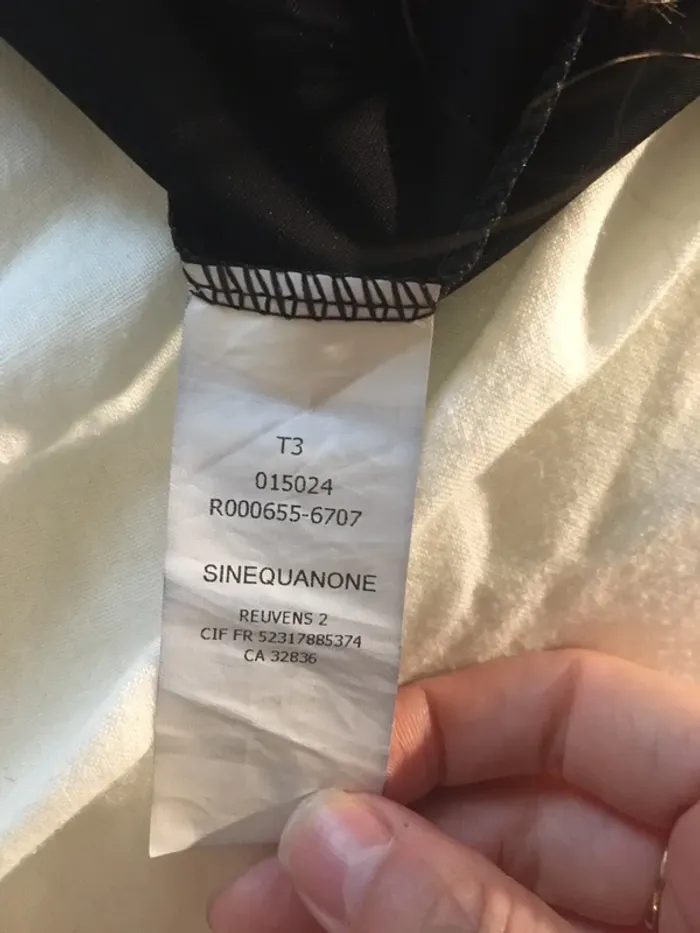 T3
015024
R000655-6707
SINEQUANONE
REUVENS 2
CIF FR 52317885374
CA 32836